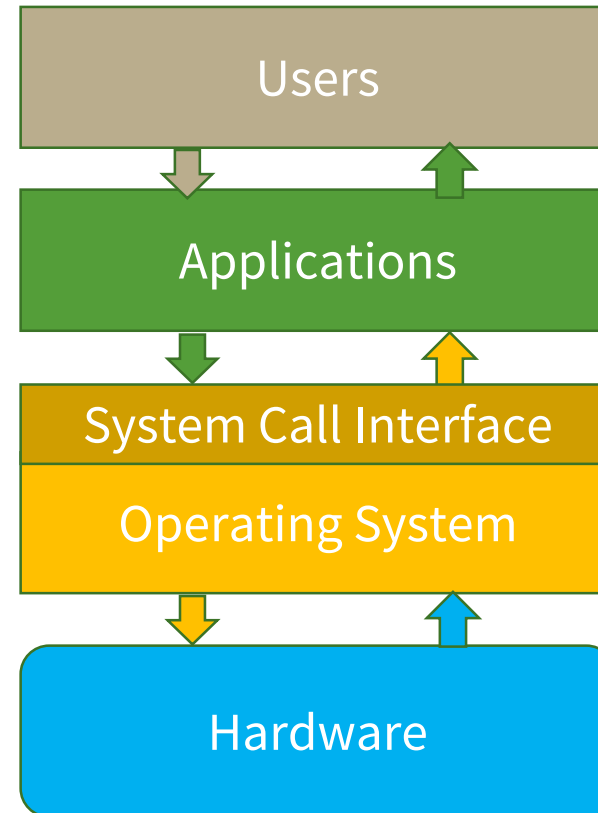 Users
Applications
System Call Interface
Operating System
Hardware